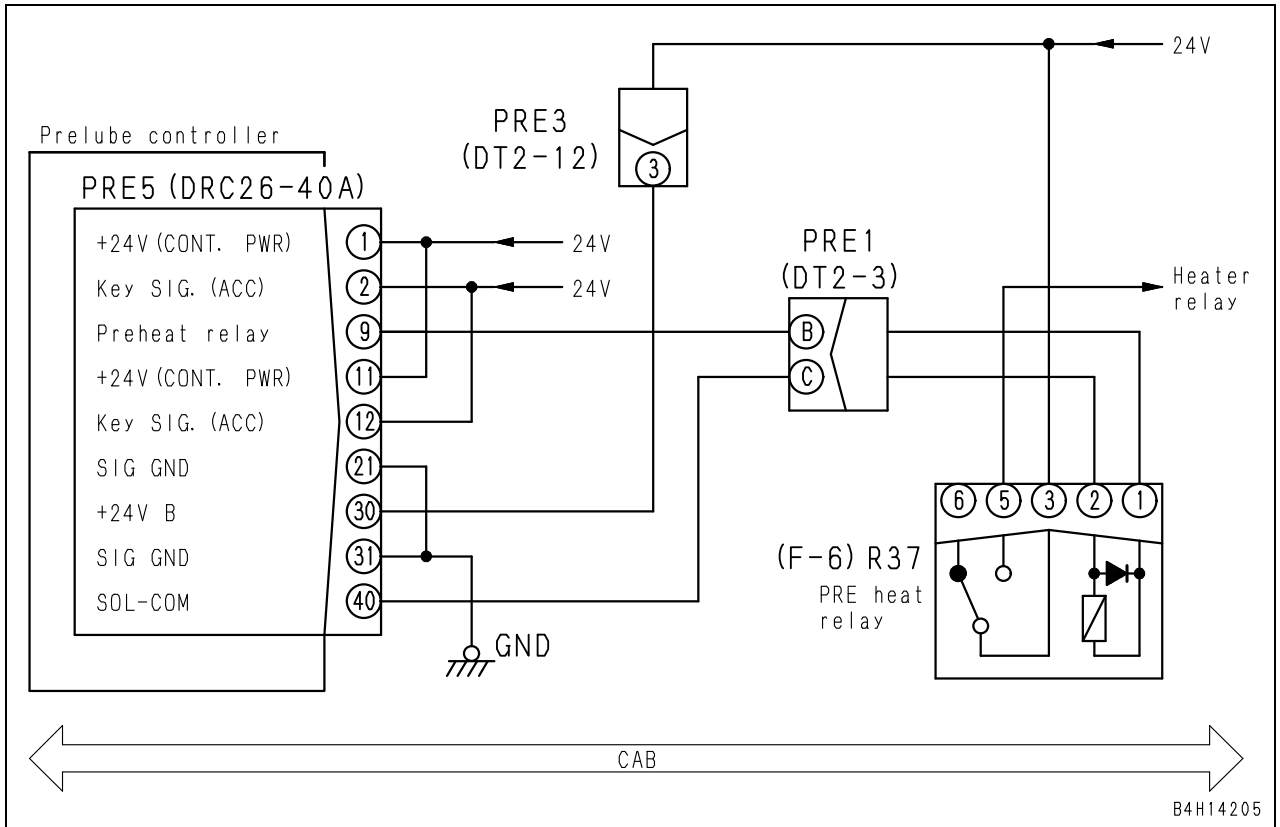 24V
PRE3
(DT2-12)
3
Prelube controller
PRE5 (DRC26-40A)
+24V (CONT. PWR) 1 24V
Key SIG. (ACC) 2 24V
Preheat relay 9
+24V (CONT. PWR) 11
Key SIG. (ACC) 12
SIG GND 21
+24V B 30
SIG GND 31
SOL-COM 40
GND
PRE1
(DT2-3)
B
C
Heater
relay
6 5 3 2 1
(F-6) R37
PRE heat
relay
CAB
B4H14205